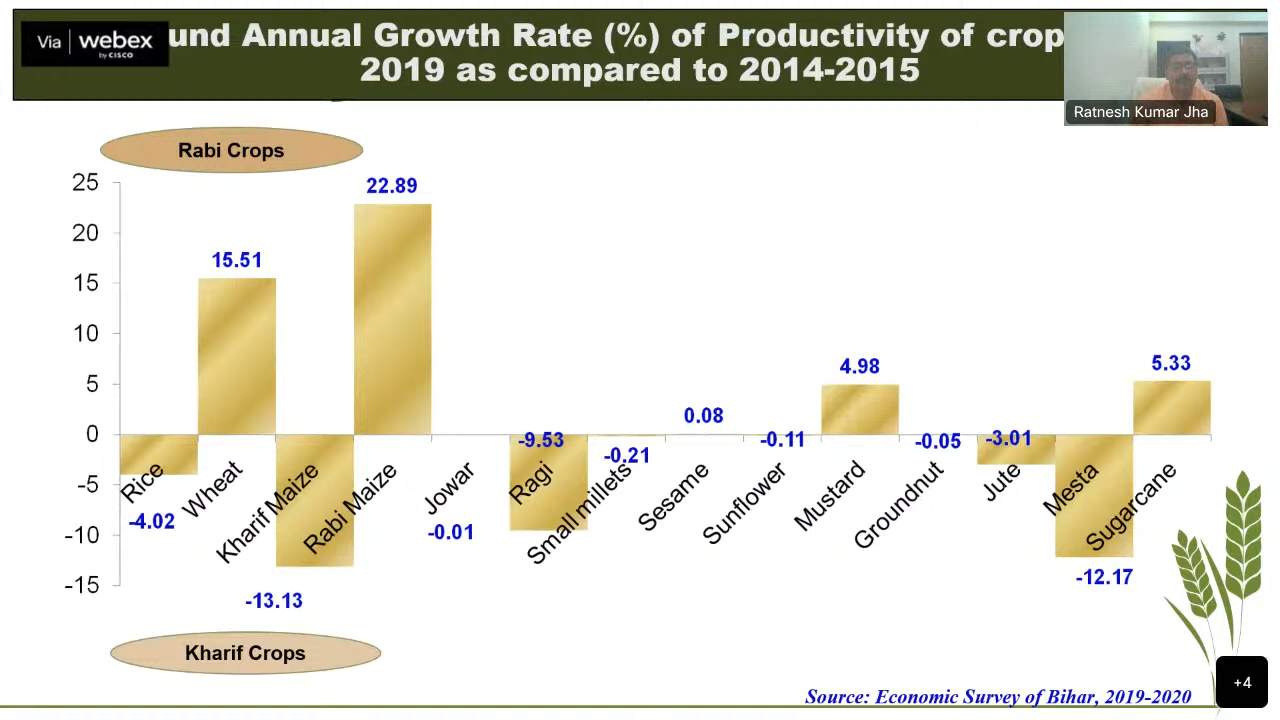 Via webex
by CISCO
und Annual Growth Rate (%) of Productivity of crop
2019 as compared to 2014-2015
Ratnesh Kumar Jha
Rabi Crops
25
20
15
10
5
0
-5
-10
-15
-4.02
15.51
-13.13
22.89
-0.01
-9.53
-0.21
0.08
-0.11
4.98
-0.05
-3.01
-12.17
5.33
Rice
Wheat
Kharif Maize
Rabi Maize
Jowar
Ragi
Small millets
Sesame
Sunflower
Mustard
Groundnut
Jute
Mesta
Sugarcane
Kharif Crops
+4
Source: Economic Survey of Bihar, 2019-2020